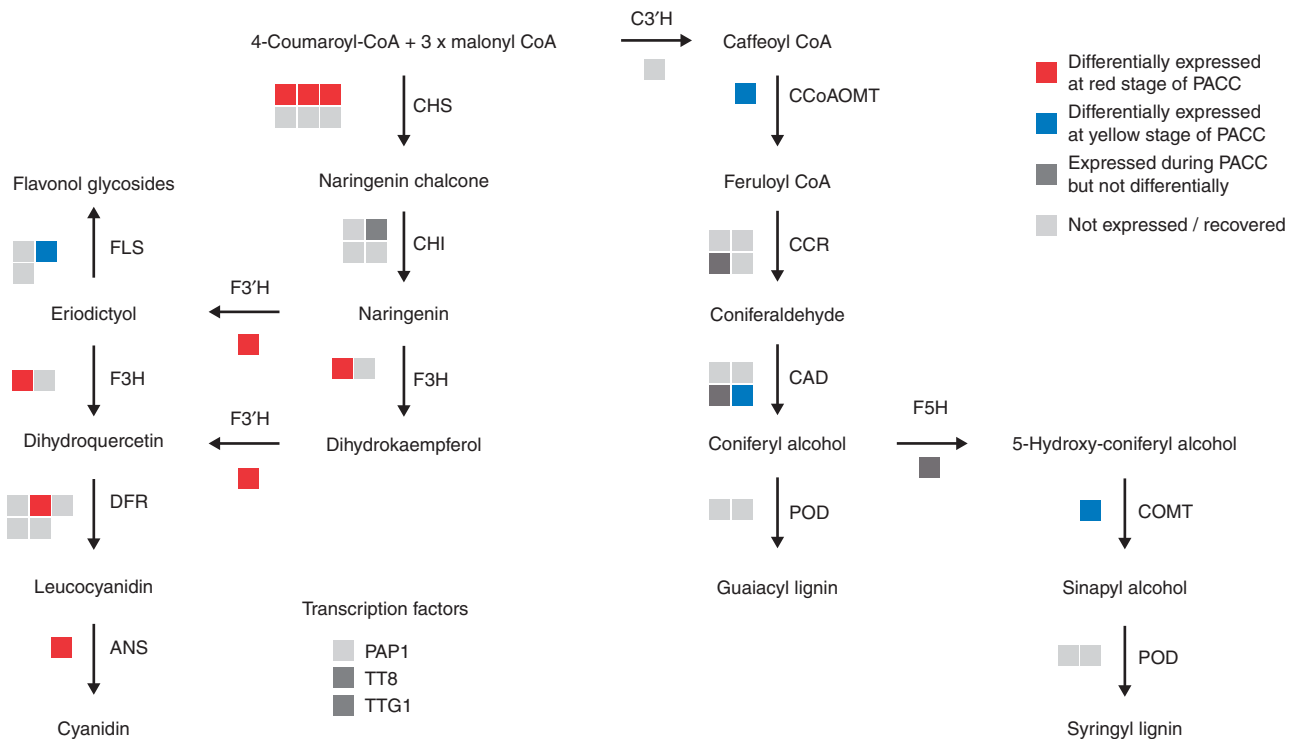 C3′H
4-Coumaroyl-CoA + 3 x malonyl CoA
Caffeoyl CoA
CHS
CCoAOMT
Differentially expressed
at red stage of PACC
Differentially expressed
at yellow stage of PACC
Expressed during PACC
but not differentially
Not expressed / recovered
Flavonol glycosides
Naringenin chalcone
Feruloyl CoA
FLS
CHI
CCR
F3′H
Eriodictyol
Naringenin
Coniferaldehyde
F3H
F3H
CAD
F3′H
F5H
Dihydroquercetin
Dihydrokaempferol
Coniferyl alcohol
5-Hydroxy-coniferyl alcohol
DFR
POD
COMT
Leucocyanidin
Guaiacyl lignin
Sinapyl alcohol
Transcription factors
ANS
PAP1
TT8
TTG1
POD
Cyanidin
Syringyl lignin